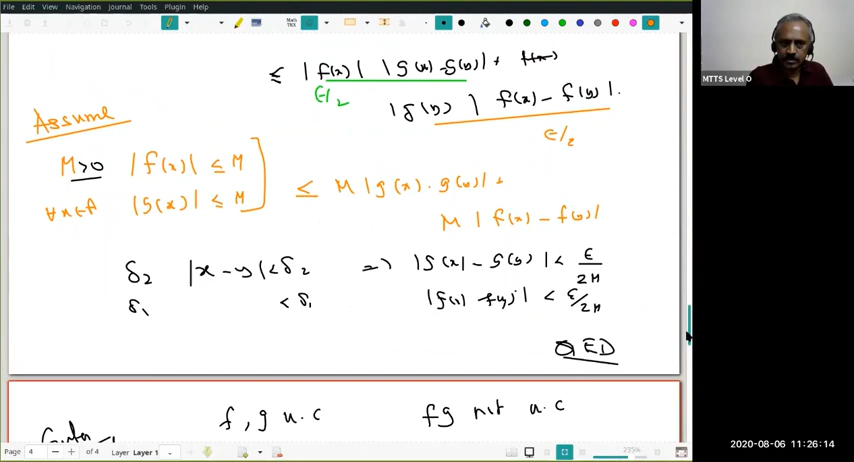 File Edit View Navigation Journal Tools Plugin Help
≤ |f(x)| |g(x) - g(y)| +
ε/2
|g(y)| |f(x) - f(y)|.
ε/2
Assume
M>0 |f(x)| ≤ M
∀x∈A |g(x)| ≤ M
≤ M |g(x) - g(y)| +
M |f(x) - f(y)|
δ2 |x-y| < δ2 => |g(x) - g(y)| < ε/2M
δ1 < δ1 |f(x) - f(y)| < ε/2M
QED
f, g u.c fg not u.c
Page 4 of 4 Layer Layer 1 235%
MTTS Level O
2020-08-06 11:26:14